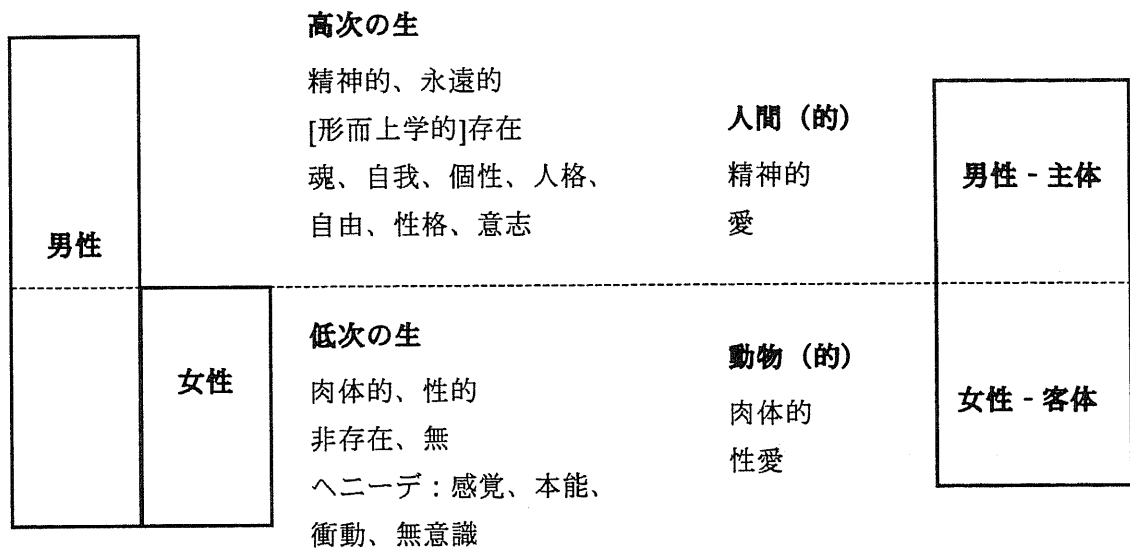 高次の生
精神的、永遠的
[形而上学的]存在
魂、自我、個性、人格、
自由、性格、意志
人間（的）
精神的
愛
男性 - 主体
男性
低次の生
肉体的、性的
非存在、無
ヘニーデ：感覚、本能、
衝動、無意識
動物（的）
肉体的
性愛
女性 - 客体
女性